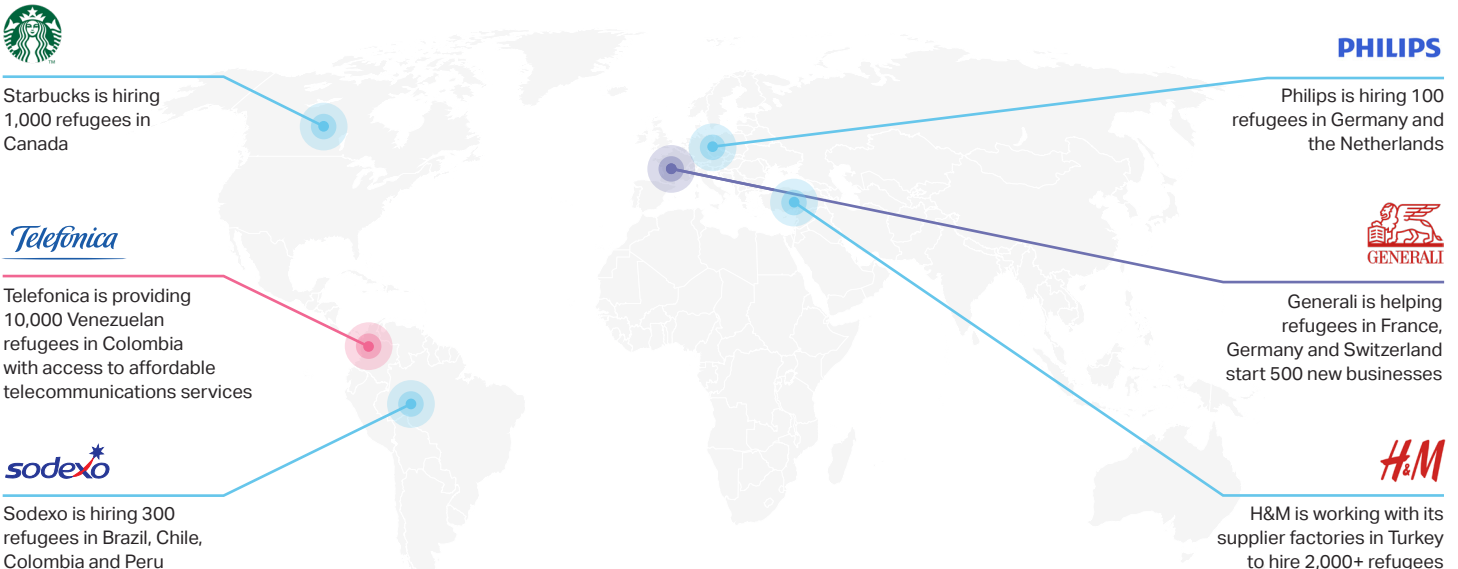 TM
Starbucks is hiring
1,000 refugees in
Canada
Telefónica
Telefonica is providing
10,000 Venezuelan
refugees in Colombia
with access to affordable
telecommunications services
sodexo
Sodexo is hiring 300
refugees in Brazil, Chile,
Colombia and Peru
PHILIPS
Philips is hiring 100
refugees in Germany and
the Netherlands
GENERALI
Generali is helping
refugees in France,
Germany and Switzerland
start 500 new businesses
H&M
H&M is working with its
supplier factories in Turkey
to hire 2,000+ refugees